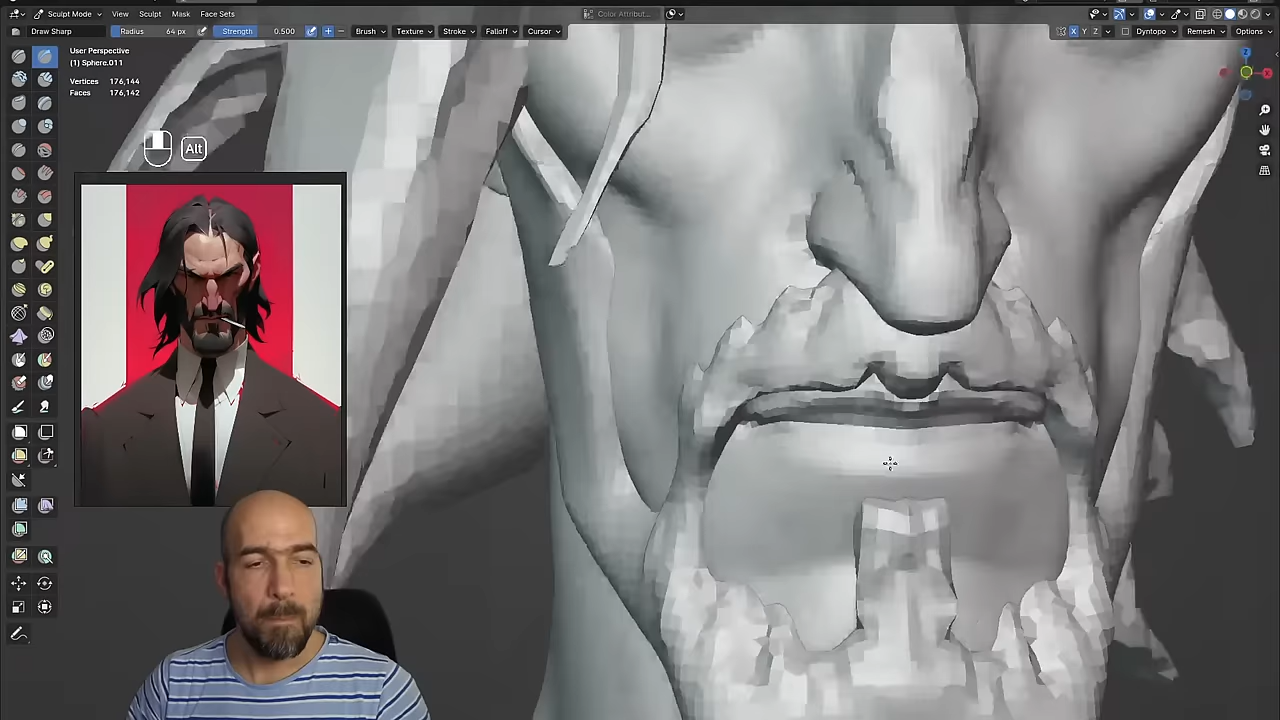 Sculpt Mode View Sculpt Mask Face Sets Color Attribut...
Draw Sharp Radius 64 px Strength 0.500 Brush Texture Stroke Falloff Cursor X Y Z Dyntopo Remesh Options
User Perspective
(1) Sphere.011
Vertices 176,144
Faces 176,142
Alt
Z
X